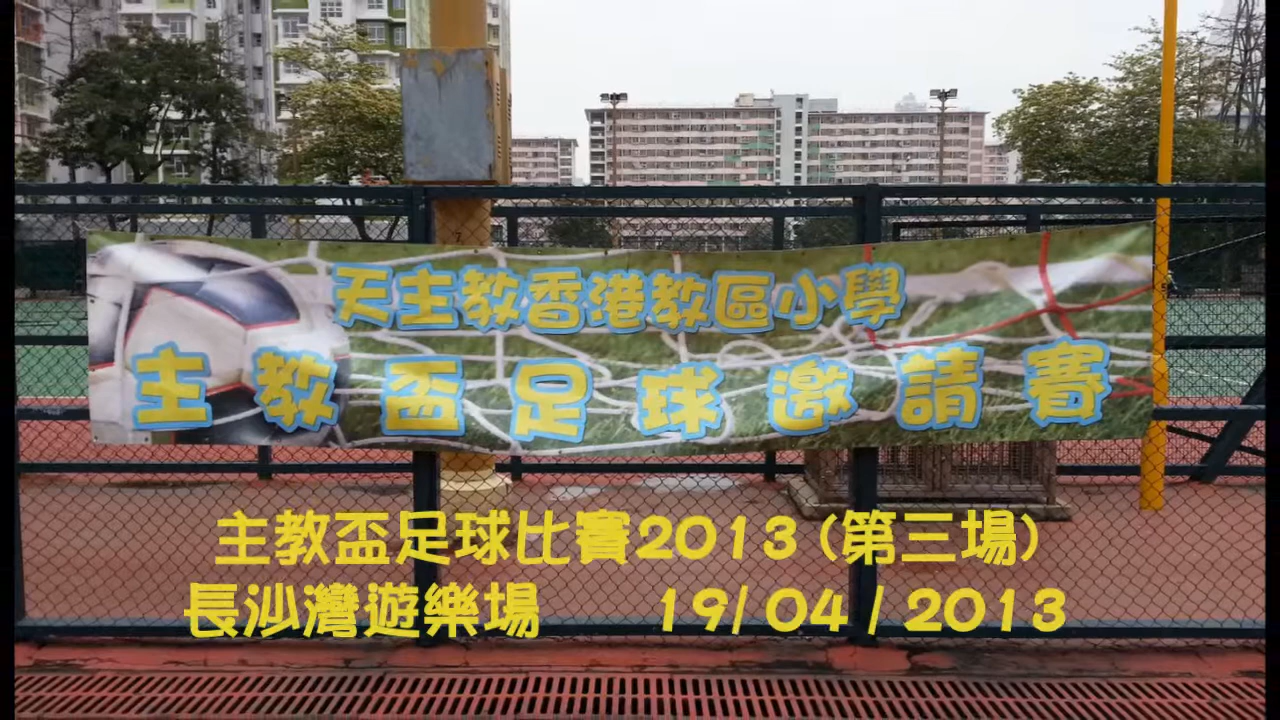 天主教香港教區小學
主教盃足球邀請賽
主教盃足球比賽2013 (第三場)
長沙灣遊樂場 19/ 04 / 2013